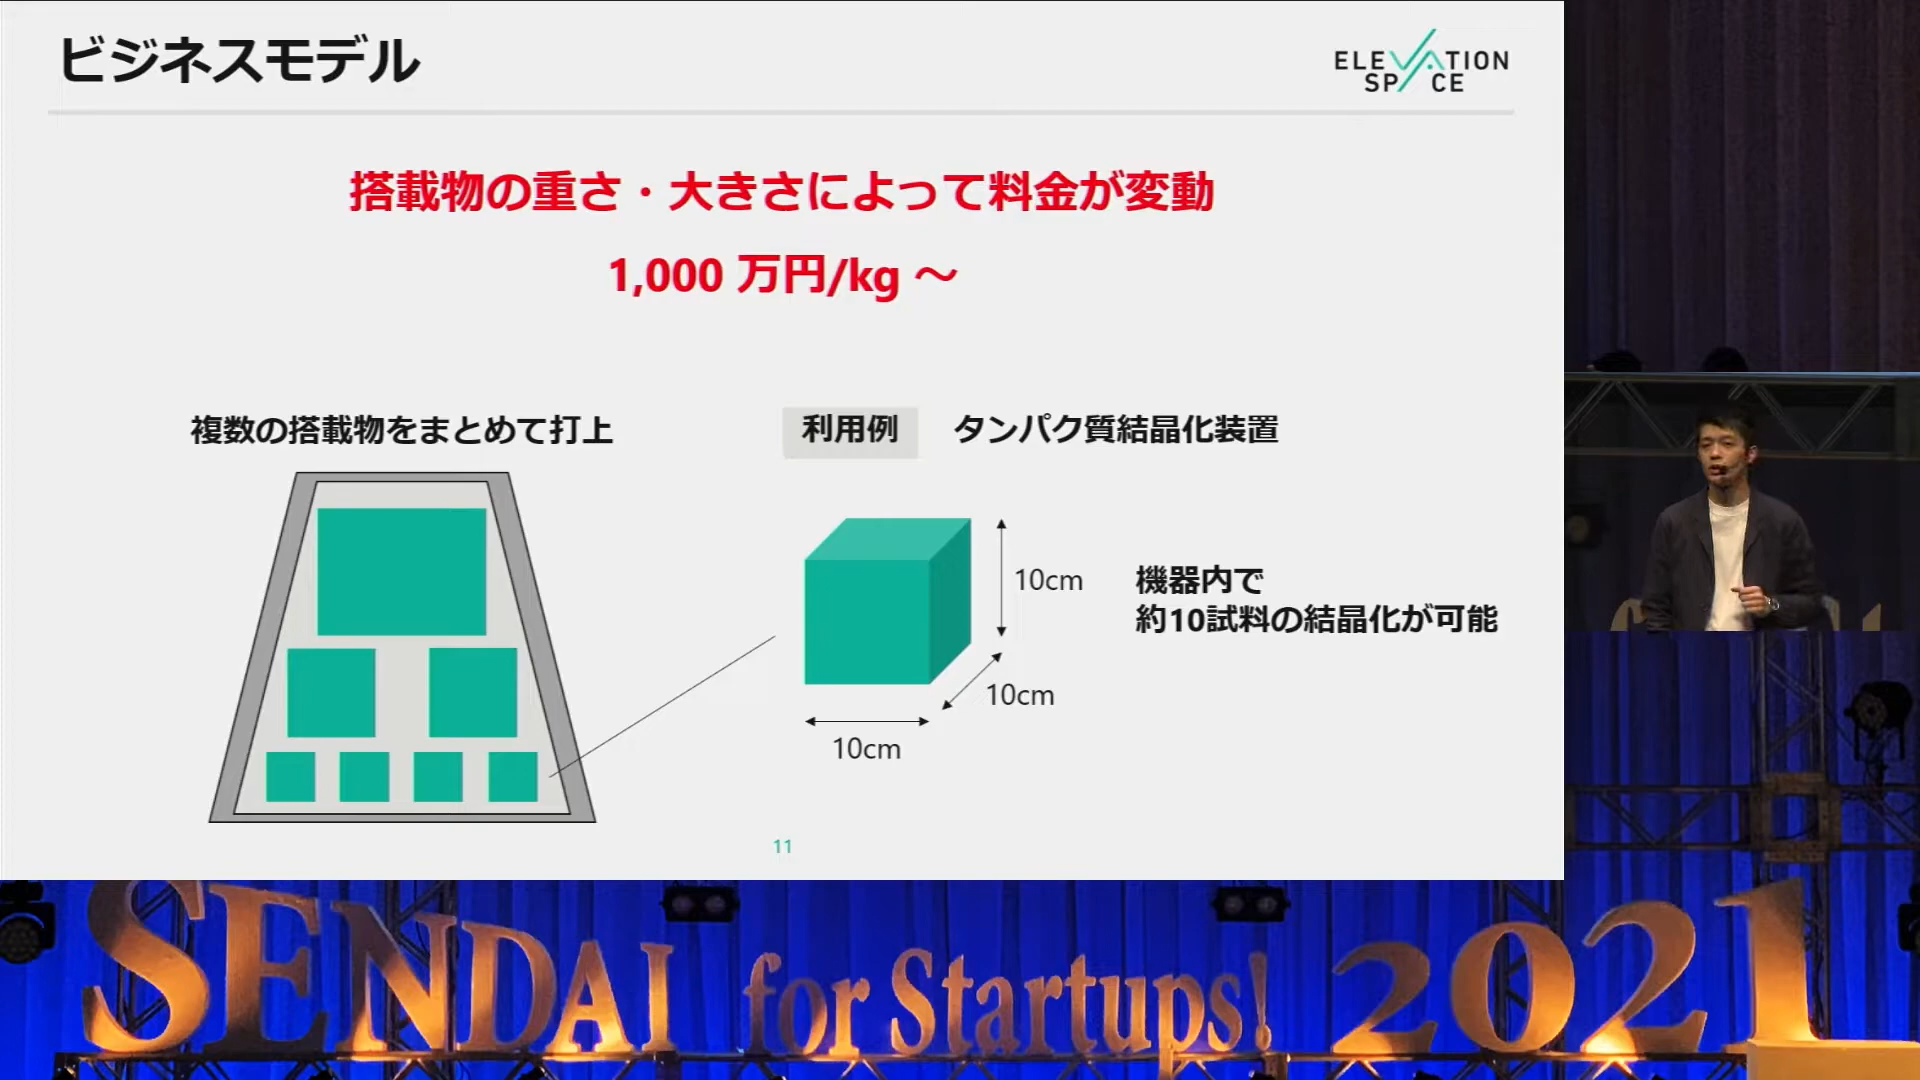 ビジネスモデル
ELEVATION
SPACE
搭載物の重さ・大きさによって料金が変動
1,000 万円/kg ～
複数の搭載物をまとめて打上
利用例
タンパク質結晶化装置
10cm
10cm
10cm
機器内で
約10試料の結晶化が可能
11
SENDAI for Startups! 2021